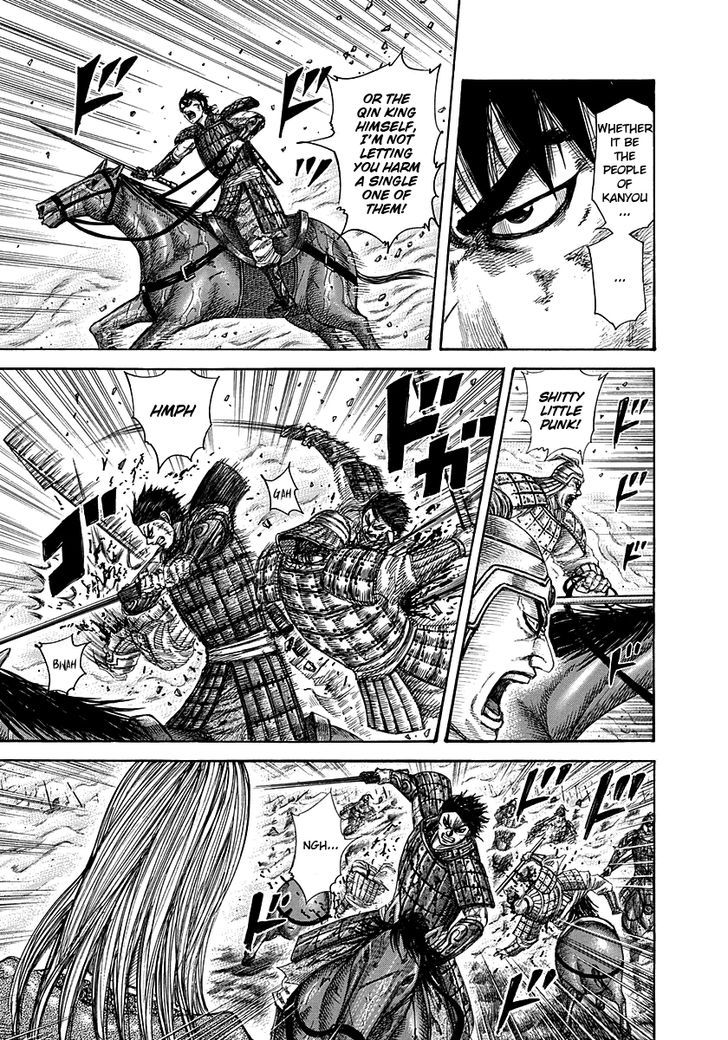 WHETHER
IT BE
THE
PEOPLE
OF
KANYOU
...
...
OR THE
QIN KING
HIMSELF,
I'M NOT
LETTING
YOU HARM
A SINGLE
ONE OF
THEM!
ドド
ドド
SHITTY
LITTLE
PUNK!
ドドド
HMPH
GAH
ドガ
ゴ
BWAH
NGH...
ドドド
ド
ド